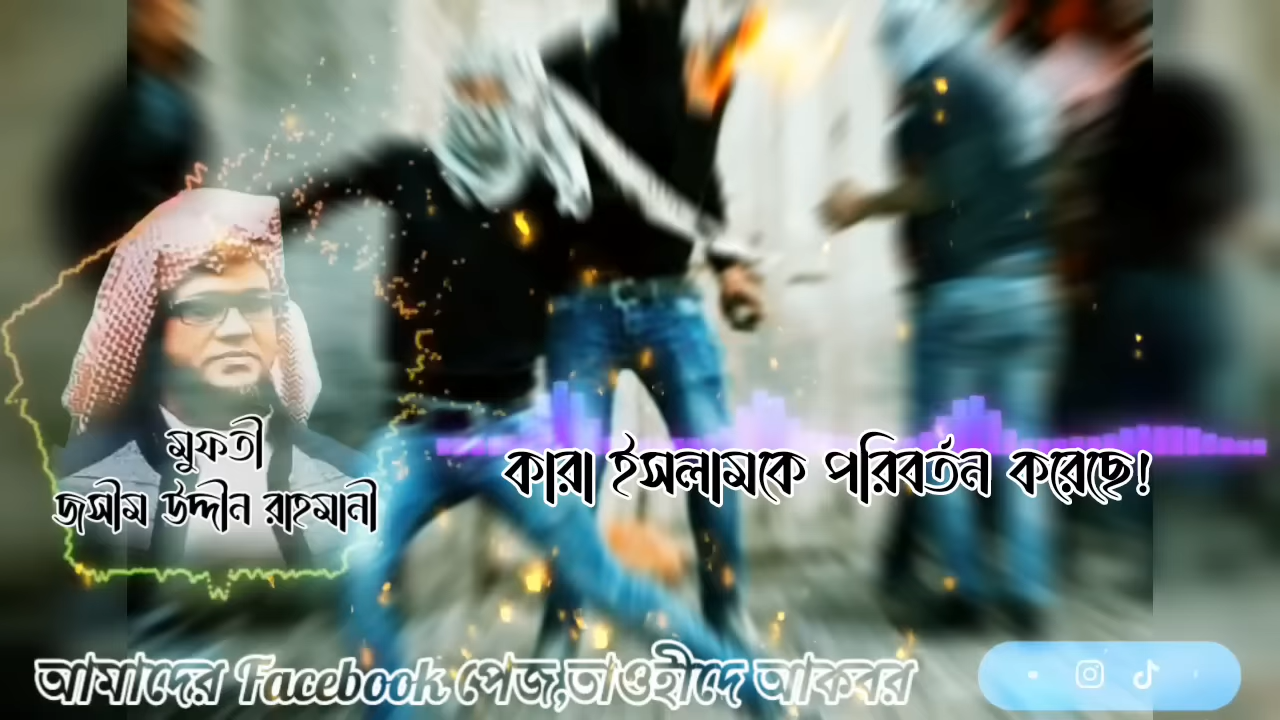 মুফতী
জসীম উদ্দীন রাহমানী
কারা ইসলামকে পরিবর্তন করেছে!
আমাদের Facebook পেজ,তাওহীদে আকবর